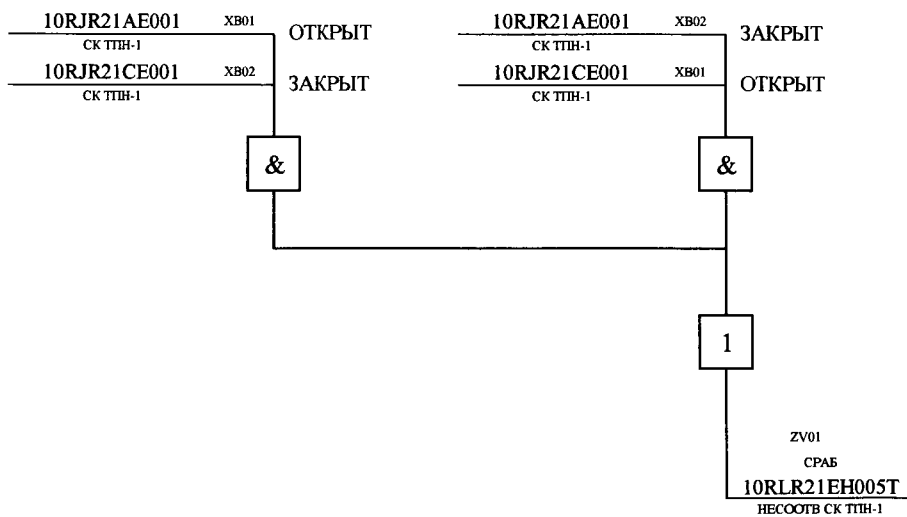 10RJR21AE001 XB01 ОТКРЫТ
СК ТПН-1
10RJR21CE001 XB02 ЗАКРЫТ
СК ТПН-1
&
10RJR21AE001 XB02 ЗАКРЫТ
СК ТПН-1
10RJR21CE001 XB01 ОТКРЫТ
СК ТПН-1
&
1
ZV01
СРАБ
10RLR21EH005T
НЕСООТВ СК ТПН-1